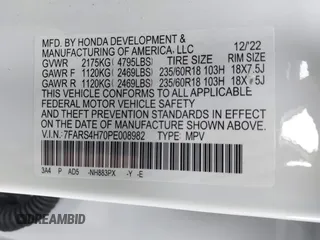 MFD. BY HONDA DEVELOPMENT &
MANUFACTURING OF AMERICA, LLC 12/'22
GVWR 2175KG(4795LBS) RIM SIZE
GAWR F 1120KG(2469LBS) 235/60R18 103H 18X7.5J
GAWR R 1120KG(2469LBS) 235/60R18 103H 18X7.5J
THIS VEHICLE CONFORMS TO ALL APPLICABLE
FEDERAL MOTOR VEHICLE SAFETY, BUMPER, AND
THEFT PREVENTION STANDARDS IN EFFECT ON THE
DATE OF MANUFACTURE SHOWN ABOVE.
V.I.N.:7FARS4H70PE008982 TYPE: MPV
3A4 P AD5 -NH883PX -Y -E
DREAMBID